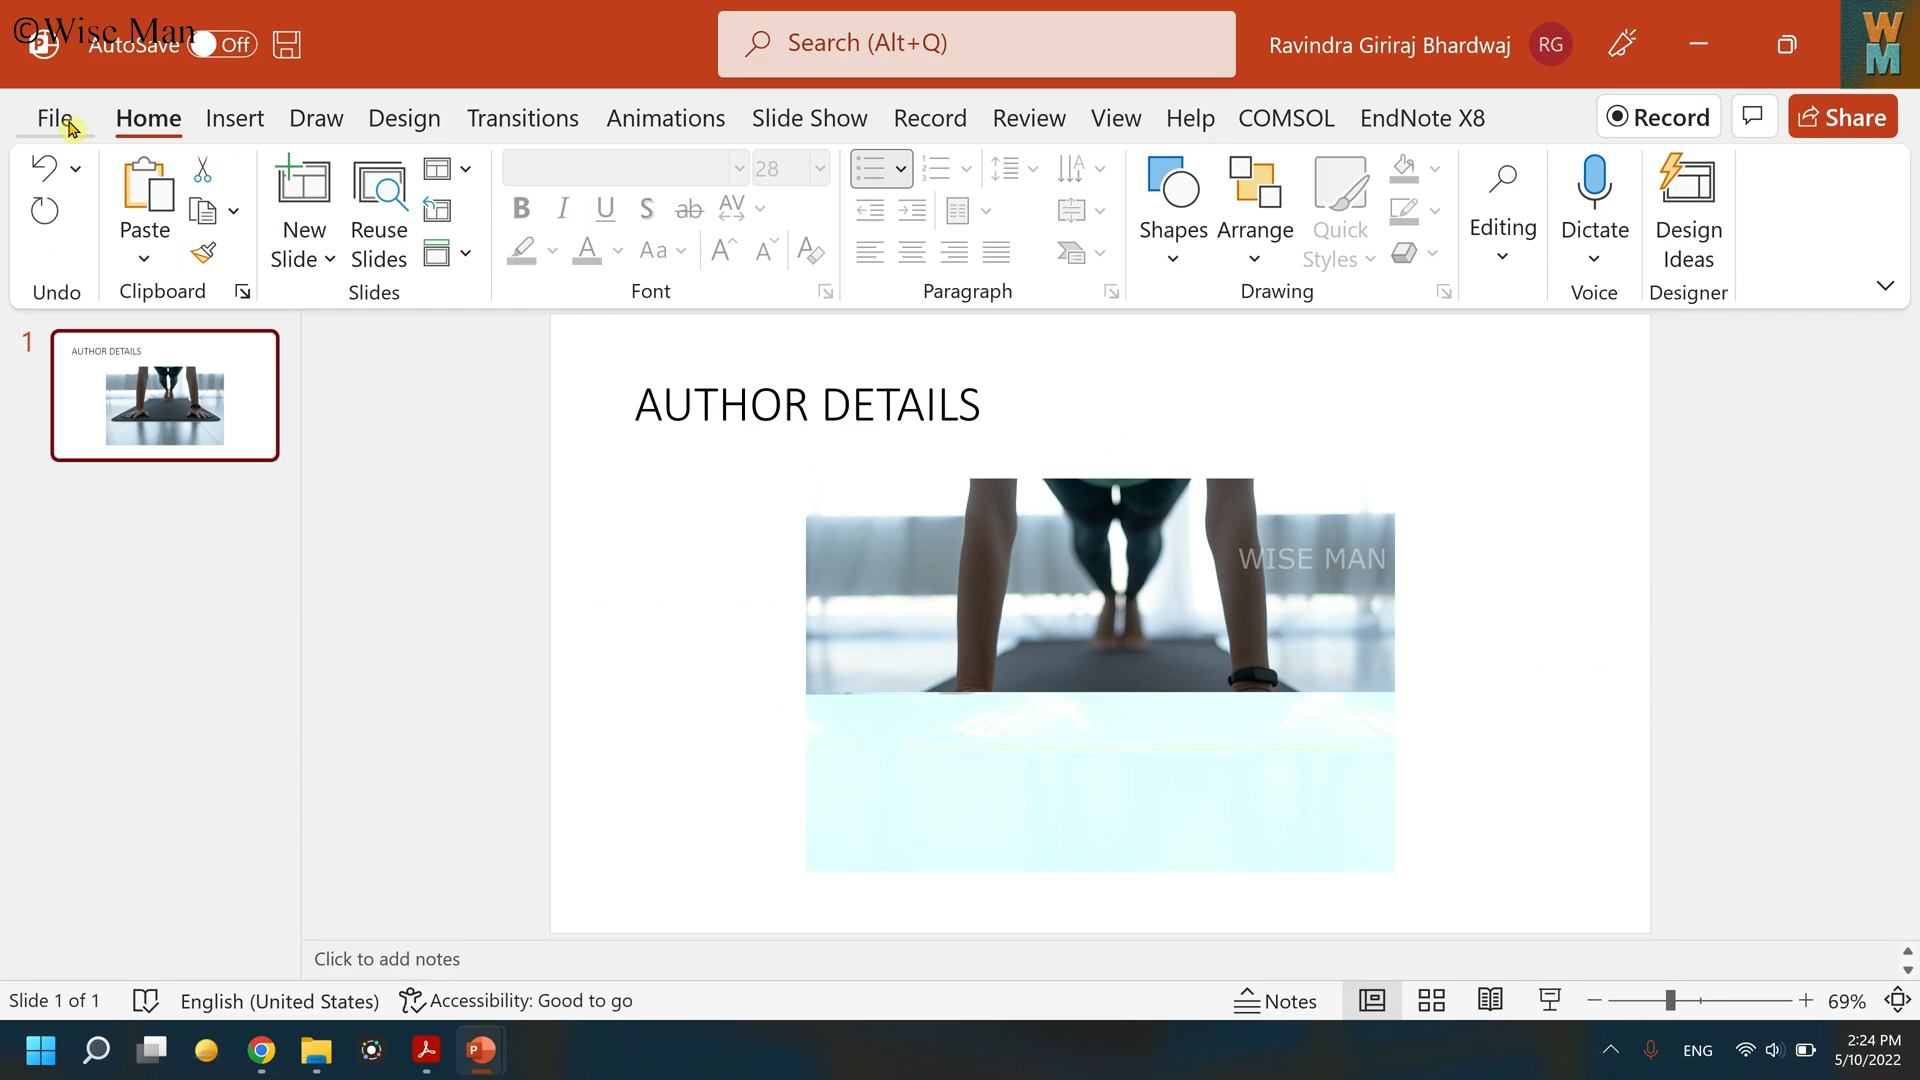 ©Wise Man
AutoSave Off
Search (Alt+Q)
Ravindra Giriraj Bhardwaj RG
WM
File Home Insert Draw Design Transitions Animations Slide Show Record Review View Help COMSOL EndNote X8 Record Share
Paste
New Slide
Reuse Slides
28
B I U S ab AV
A Aa A A A
Shapes
Arrange
Quick Styles
Editing
Dictate
Design Ideas
Undo Clipboard Slides Font Paragraph Drawing Voice Designer
1
AUTHOR DETAILS
AUTHOR DETAILS
WISE MAN
Click to add notes
Slide 1 of 1 English (United States) Accessibility: Good to go Notes 69%
ENG
2:24 PM
5/10/2022